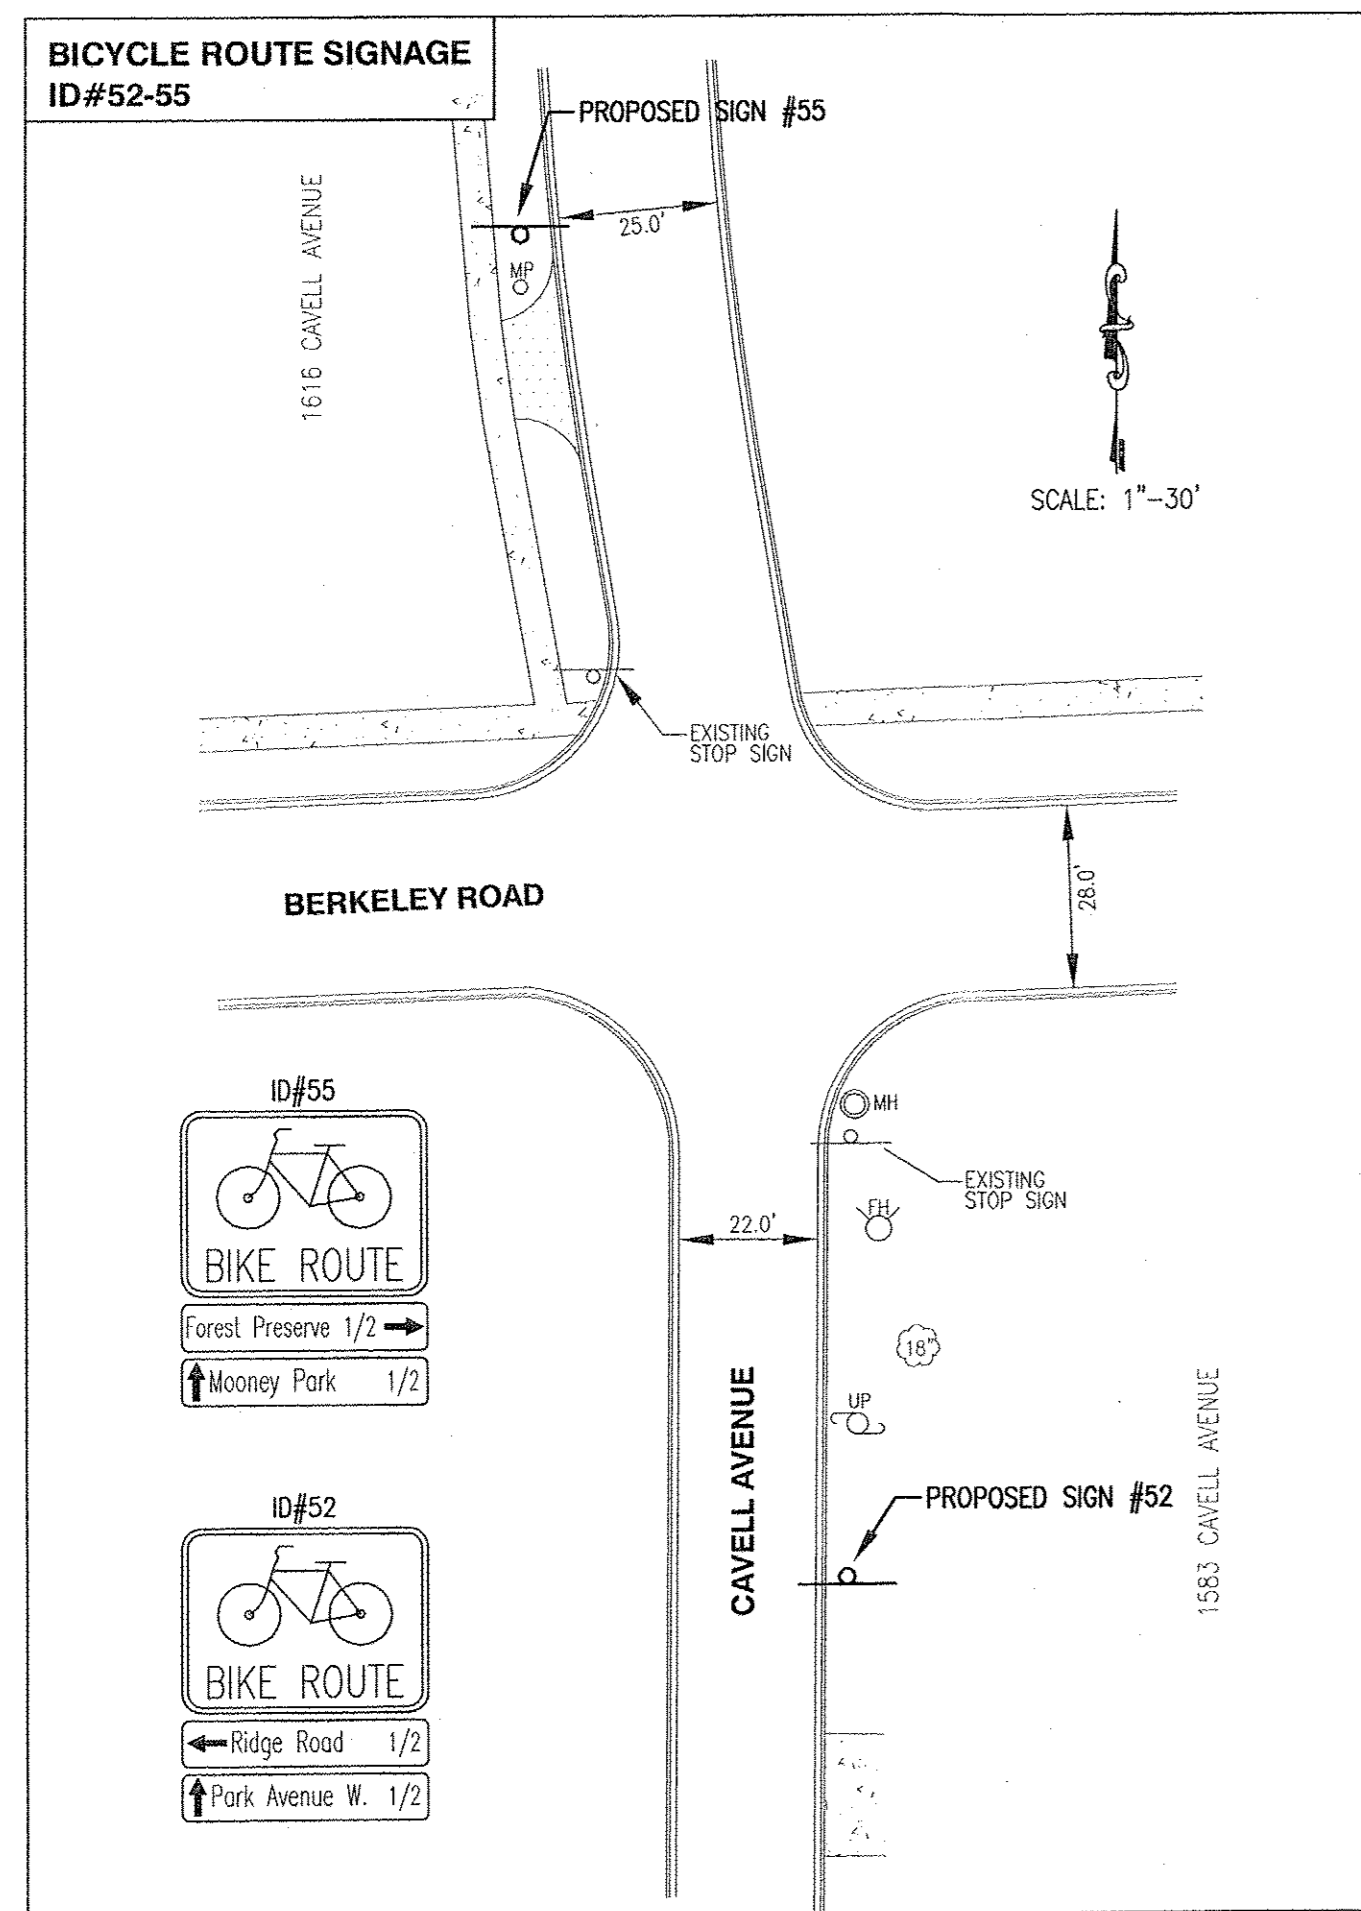 BICYCLE ROUTE SIGNAGE
ID#52-55
PROPOSED SIGN #55
1616 CAVELL AVENUE
25.0'
MP
SCALE: 1"-30'
EXISTING
STOP SIGN
BERKELEY ROAD
28.0'
ID#55
BIKE ROUTE
Forest Preserve 1/2
Mooney Park 1/2
MH
EXISTING
STOP SIGN
FH
22.0'
18"
UP
CAVELL AVENUE
PROPOSED SIGN #52
1583 CAVELL AVENUE
ID#52
BIKE ROUTE
Ridge Road 1/2
Park Avenue W. 1/2